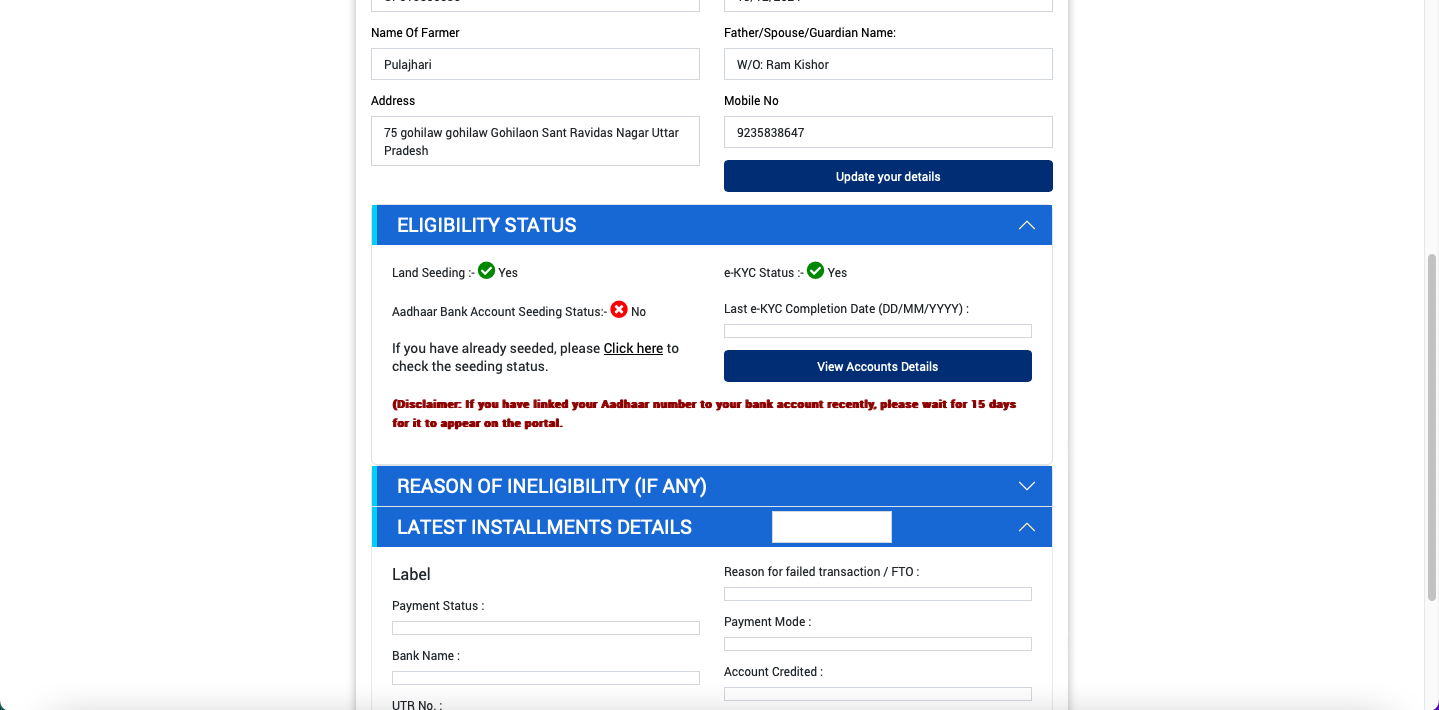 Name Of Farmer
Father/Spouse/Guardian Name:
Pulajhari
W/O: Ram Kishor
Address
Mobile No
75 gohilaw gohilaw Gohilaon Sant Ravidas Nagar Uttar
Pradesh
9235838647
Update your details
ELIGIBILITY STATUS
Land Seeding :- Yes
e-KYC Status :- Yes
Aadhaar Bank Account Seeding Status:- No
Last e-KYC Completion Date (DD/MM/YYYY) :
If you have already seeded, please Click here to
check the seeding status.
View Accounts Details
(Disclaimer: If you have linked your Aadhaar number to your bank account recently, please wait for 15 days
for it to appear on the portal.
REASON OF INELIGIBILITY (IF ANY)
LATEST INSTALLMENTS DETAILS
Label
Reason for failed transaction / FTO :
Payment Status :
Payment Mode :
Bank Name :
Account Credited :
UTR No. :